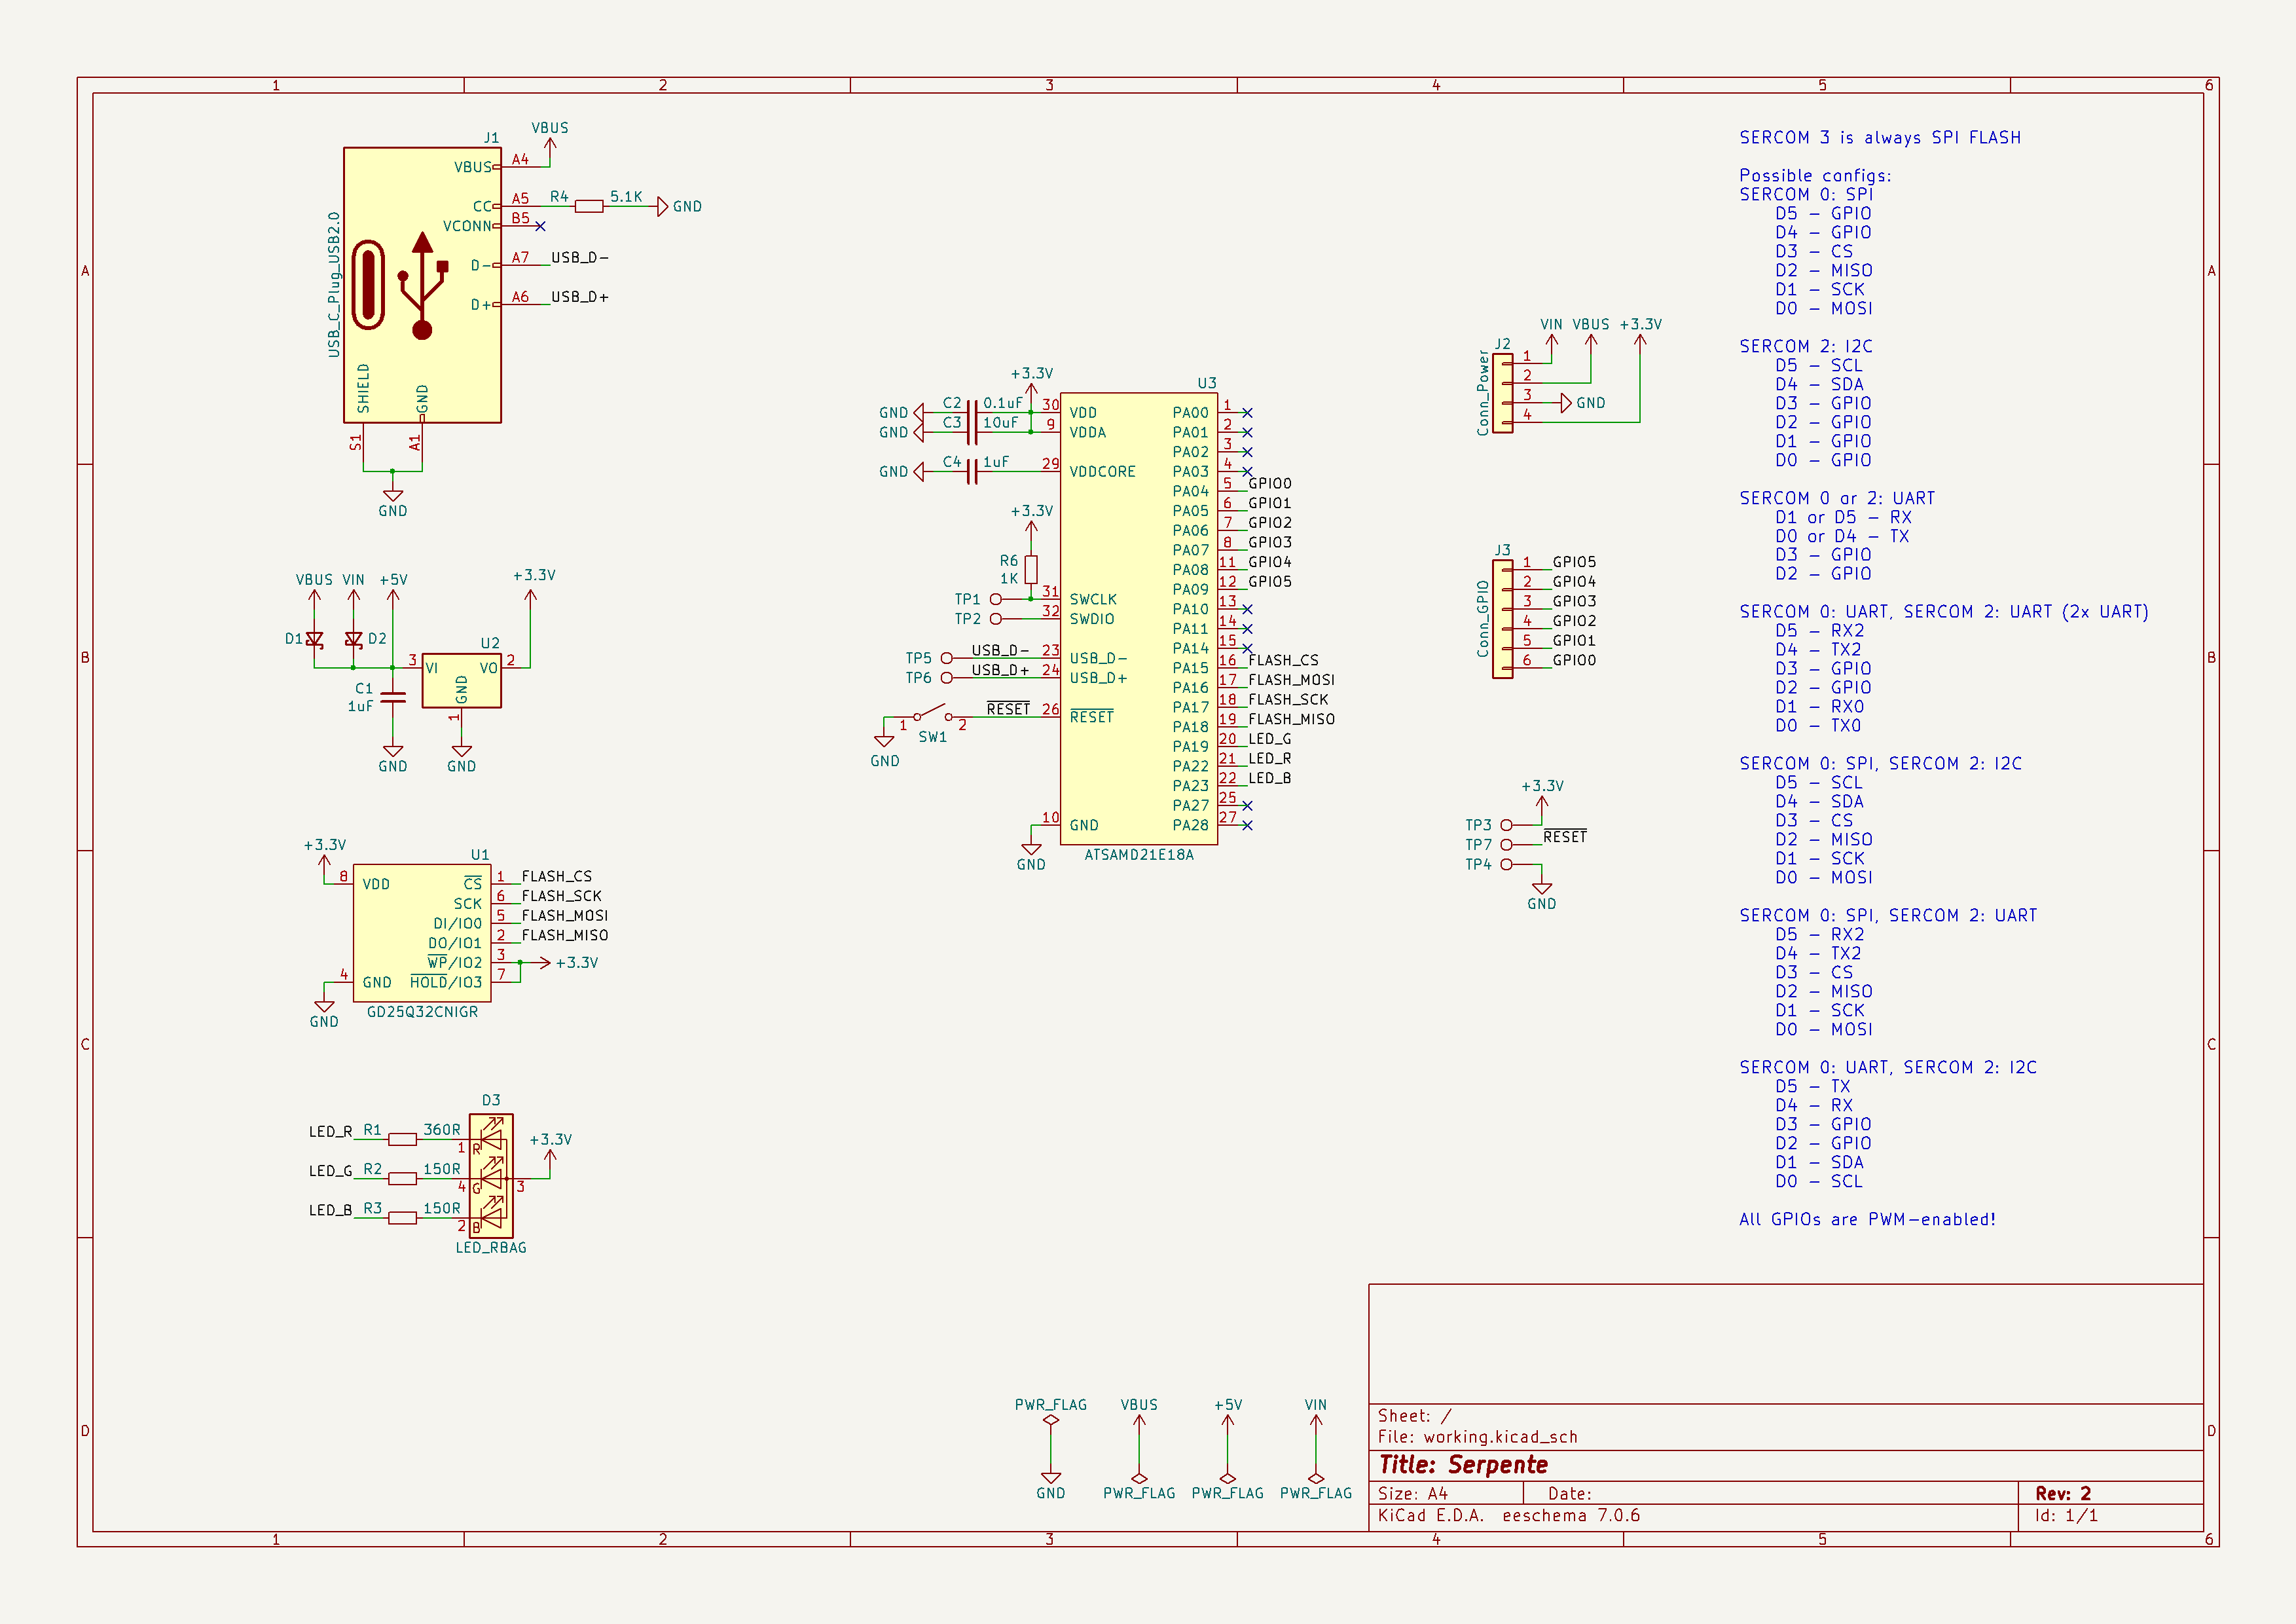 1 2 3 4 5 6
A
B
C
D
J1
VBUS
USB_C_Plug_USB2.0
VBUS A4
CC A5 R4 5.1K GND
VCONN B5
D- A7 USB_D-
D+ A6 USB_D+
SHIELD GND
S1 A1
GND
VBUS VIN +5V +3.3V
D1 D2 U2
3 VI VO 2
GND
C1
1uF
1
GND GND
+3.3V
U1
8 VDD CS 1 FLASH_CS
SCK 6 FLASH_SCK
DI/IO0 5 FLASH_MOSI
DO/IO1 2 FLASH_MISO
WP/IO2 3 +3.3V
4 GND HOLD/IO3 7
GND
GD25Q32CNIGR
D3
LED_R R1 360R 1 R +3.3V
LED_G R2 150R 4 G 3
LED_B R3 150R 2 B
LED_RBAG
+3.3V
U3
GND C2 0.1uF 30 VDD
GND C3 10uF 9 VDDA
GND C4 1uF 29 VDDCORE
+3.3V
R6
1K
TP1 31 SWCLK
TP2 32 SWDIO
TP5 USB_D- 23 USB_D-
TP6 USB_D+ 24 USB_D+
RESET 26 RESET
1 SW1 2
GND
10 GND
GND
PA00 1
PA01 2
PA02 3
PA03 4
PA04 5 GPIO0
PA05 6 GPIO1
PA06 7 GPIO2
PA07 8 GPIO3
PA08 11 GPIO4
PA09 12 GPIO5
PA10 13
PA11 14
PA14 15
PA15 16 FLASH_CS
PA16 17 FLASH_MOSI
PA17 18 FLASH_SCK
PA18 19 FLASH_MISO
PA19 20 LED_G
PA22 21 LED_R
PA23 22 LED_B
PA27 25
PA28 27
ATSAMD21E18A
VIN VBUS +3.3V
J2
Conn_Power
1
2
3 GND
4
J3
Conn_GPIO
1 GPIO5
2 GPIO4
3 GPIO3
4 GPIO2
5 GPIO1
6 GPIO0
+3.3V
TP3
TP7 RESET
TP4
GND
SERCOM 3 is always SPI FLASH
Possible configs:
SERCOM 0: SPI
D5 - GPIO
D4 - GPIO
D3 - CS
D2 - MISO
D1 - SCK
D0 - MOSI
SERCOM 2: I2C
D5 - SCL
D4 - SDA
D3 - GPIO
D2 - GPIO
D1 - GPIO
D0 - GPIO
SERCOM 0 or 2: UART
D1 or D5 - RX
D0 or D4 - TX
D3 - GPIO
D2 - GPIO
SERCOM 0: UART, SERCOM 2: UART (2x UART)
D5 - RX2
D4 - TX2
D3 - GPIO
D2 - GPIO
D1 - RX0
D0 - TX0
SERCOM 0: SPI, SERCOM 2: I2C
D5 - SCL
D4 - SDA
D3 - CS
D2 - MISO
D1 - SCK
D0 - MOSI
SERCOM 0: SPI, SERCOM 2: UART
D5 - RX2
D4 - TX2
D3 - CS
D2 - MISO
D1 - SCK
D0 - MOSI
SERCOM 0: UART, SERCOM 2: I2C
D5 - TX
D4 - RX
D3 - GPIO
D2 - GPIO
D1 - SDA
D0 - SCL
All GPIOs are PWM-enabled!
PWR_FLAG VBUS +5V VIN
GND PWR_FLAG PWR_FLAG PWR_FLAG
Sheet: /
File: working.kicad_sch
Title: Serpente
Size: A4 Date: Rev: 2
KiCad E.D.A. eeschema 7.0.6 Id: 1/1
A
B
C
D
1 2 3 4 5 6